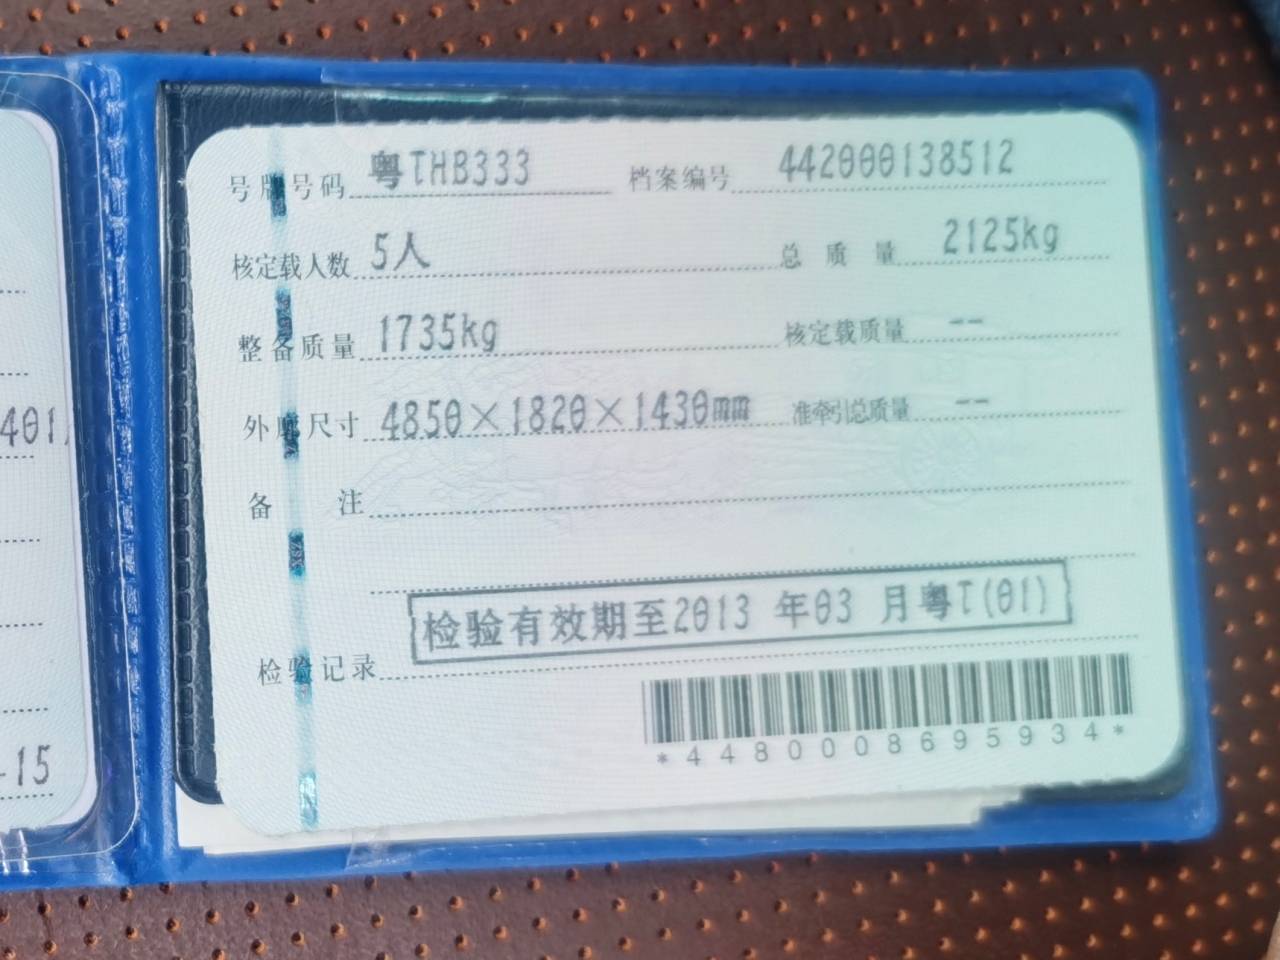 号牌号码 粤THB333 档案编号 442000138512
核定载人数 5人 总质量 2125kg
整备质量 1735kg 核定载质量 --
外廓尺寸 4850×1820×1430mm 准牵引总质量 --
备注
检验记录 检验有效期至2013 年03 月粤T(01)
*4480008695934*
401
-15